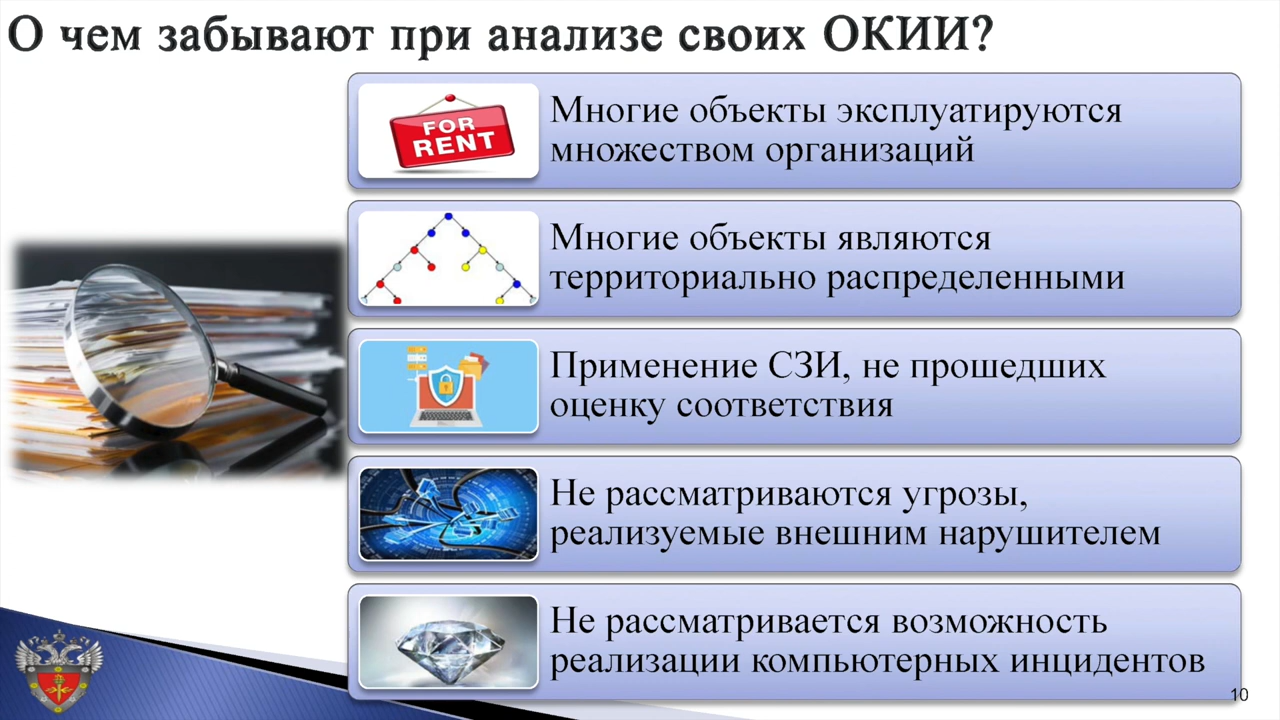 О чем забывают при анализе своих ОКИИ?
FOR
RENT
Многие объекты эксплуатируются
множеством организаций
Многие объекты являются
территориально распределенными
Применение СЗИ, не прошедших
оценку соответствия
Не рассматриваются угрозы,
реализуемые внешним нарушителем
Не рассматривается возможность
реализации компьютерных инцидентов
10